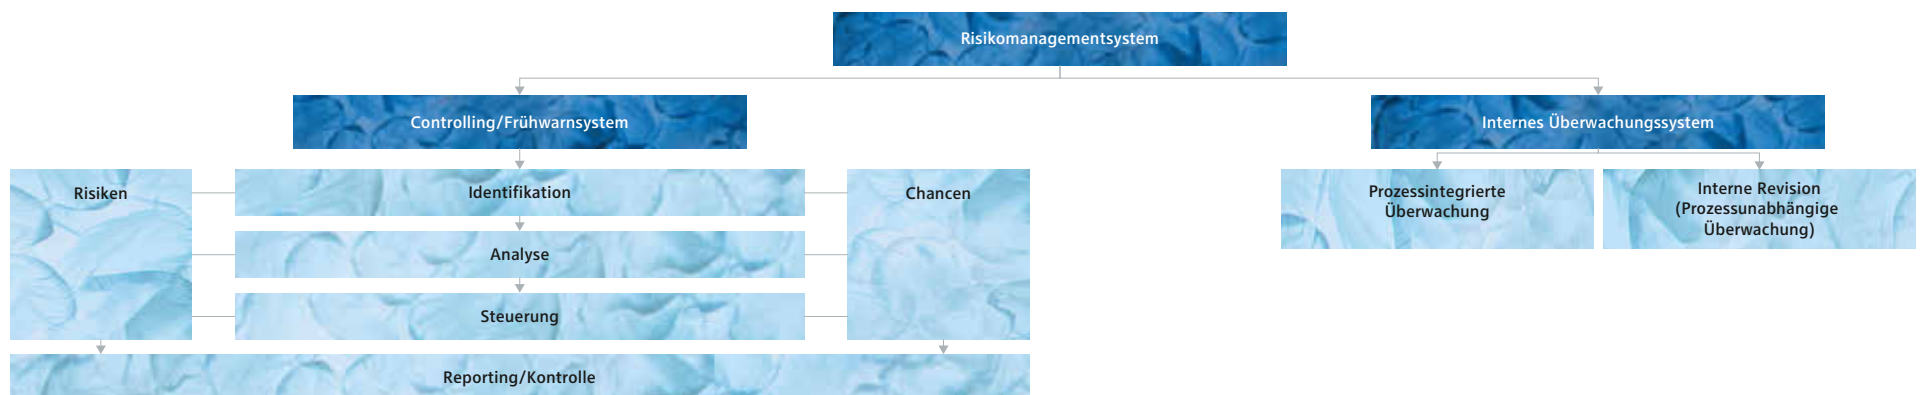 Risikomanagementsystem
Controlling/Frühwarnsystem
Internes Überwachungssystem
Risiken
Identifikation
Chancen
Analyse
Steuerung
Reporting/Kontrolle
Prozessintegrierte
Überwachung
Interne Revision
(Prozessunabhängige
Überwachung)